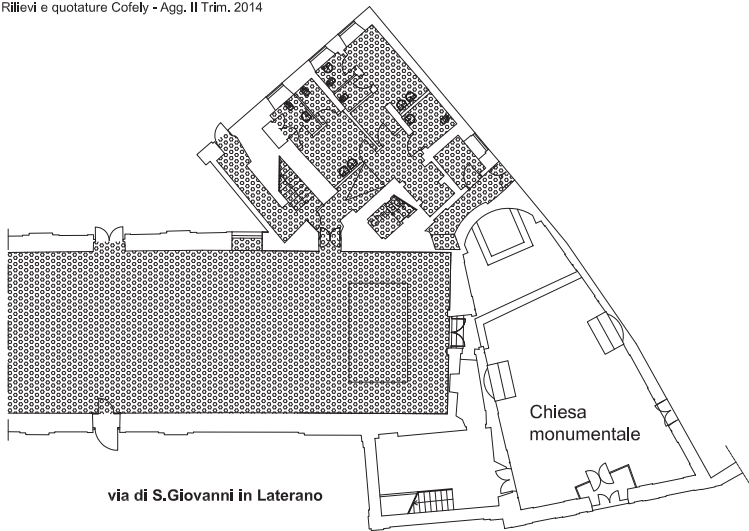 Rilievi e quotature Cofely - Agg. II Trim. 2014
Chiesa
monumentale
via di S.Giovanni in Laterano